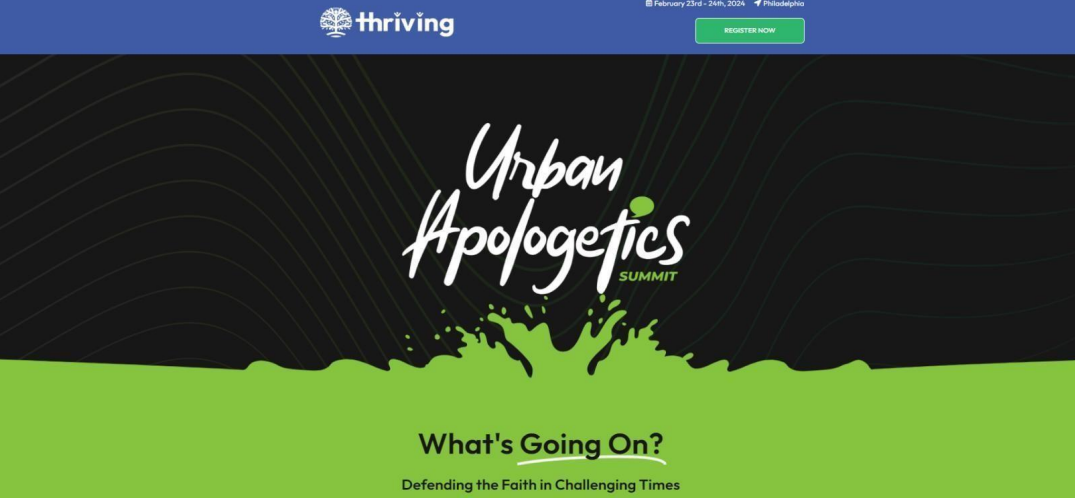 February 23rd - 24th, 2024 Philadelphia
thriving
REGISTER NOW
Urban
Apologetics
SUMMIT
What's Going On?
Defending the Faith in Challenging Times